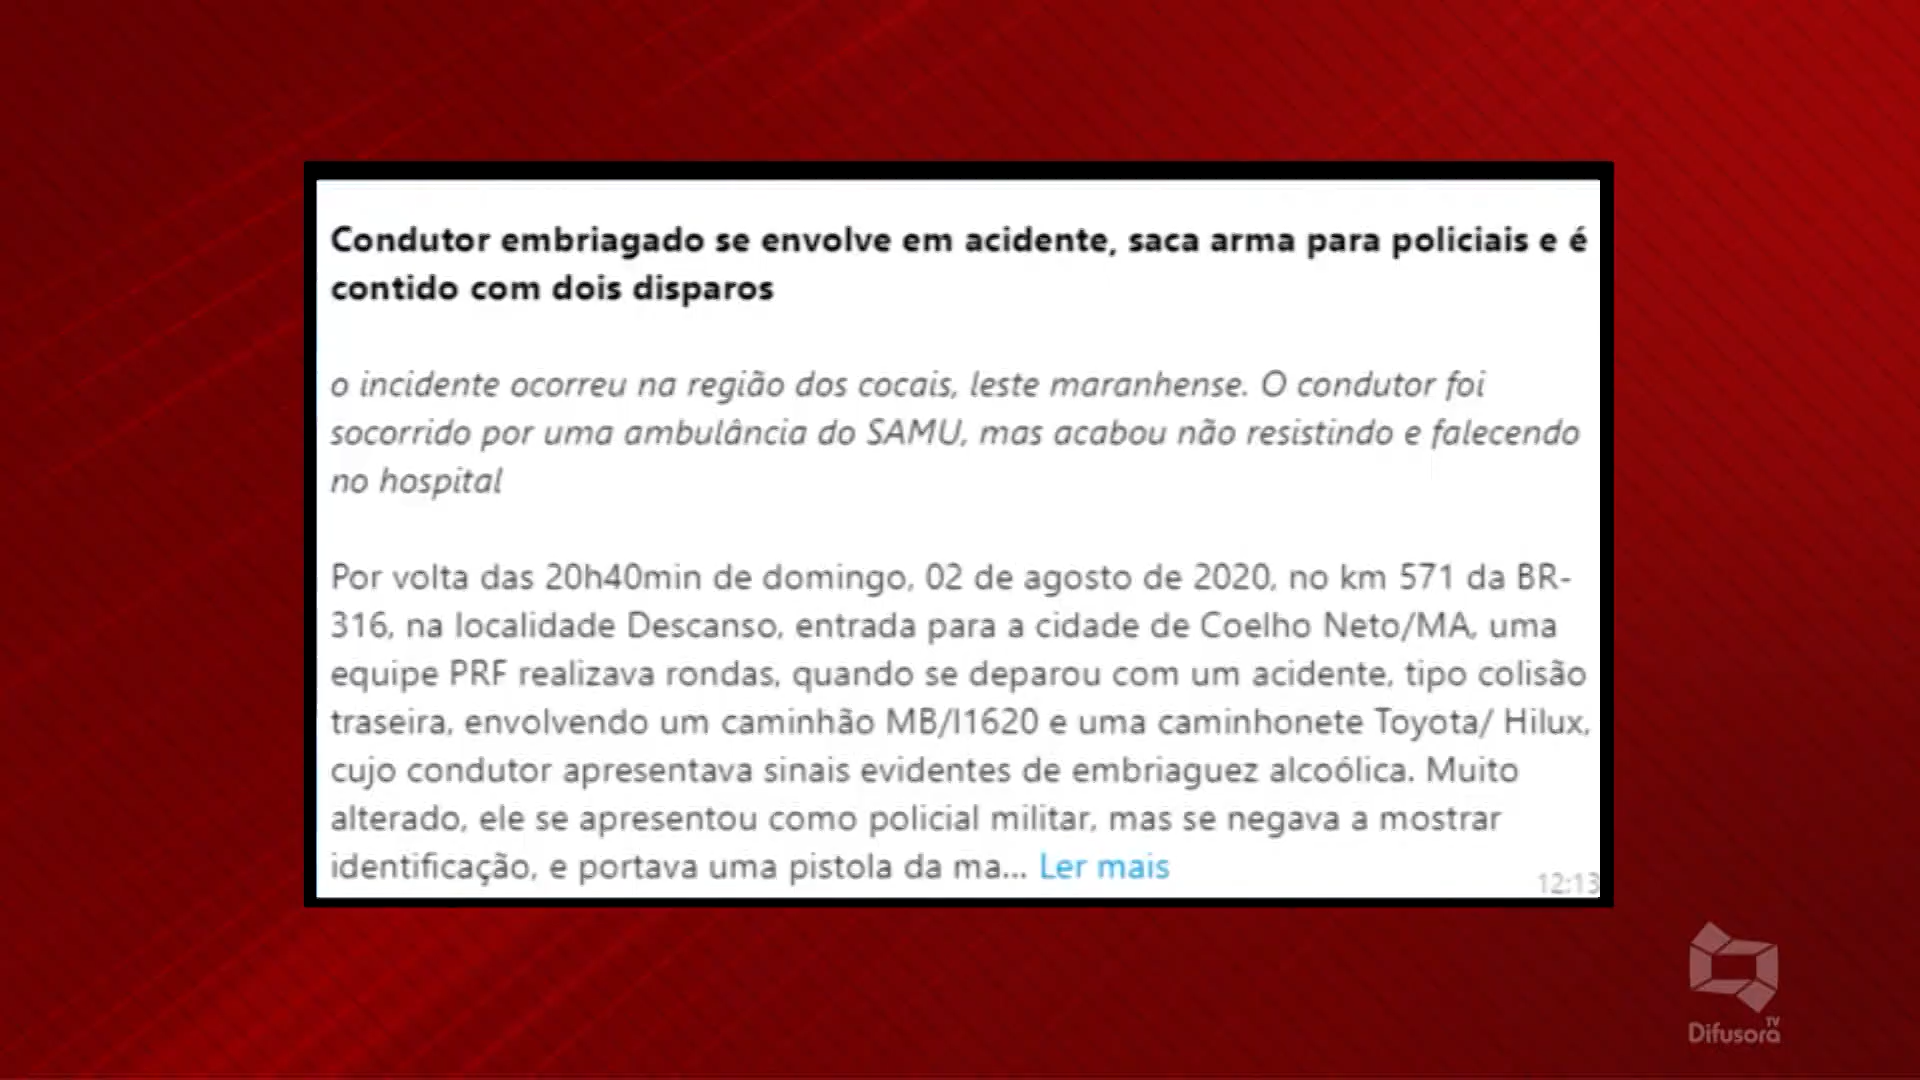 Condutor embriagado se envolve em acidente, saca arma para policiais e é
contido com dois disparos
o incidente ocorreu na região dos cocais, leste maranhense. O condutor foi
socorrido por uma ambulância do SAMU, mas acabou não resistindo e falecendo
no hospital
Por volta das 20h40min de domingo, 02 de agosto de 2020, no km 571 da BR-
316, na localidade Descanso, entrada para a cidade de Coelho Neto/MA, uma
equipe PRF realizava rondas, quando se deparou com um acidente, tipo colisão
traseira, envolvendo um caminhão MB/l1620 e uma caminhonete Toyota/ Hilux,
cujo condutor apresentava sinais evidentes de embriaguez alcoólica. Muito
alterado, ele se apresentou como policial militar, mas se negava a mostrar
identificação, e portava uma pistola da ma... Ler mais
12:13
TV
Difusora